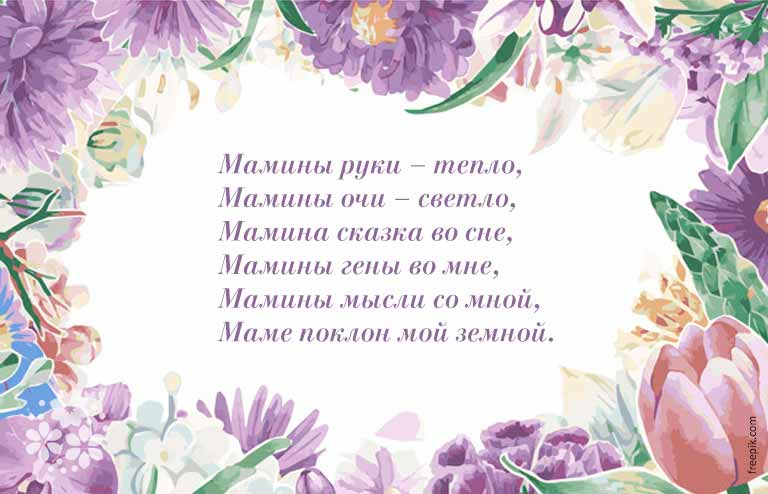 Мамины руки – тепло,
Мамины очи – светло,
Мамина сказка во сне,
Мамины гены во мне,
Мамины мысли со мной,
Маме поклон мой земной.
freepik.com